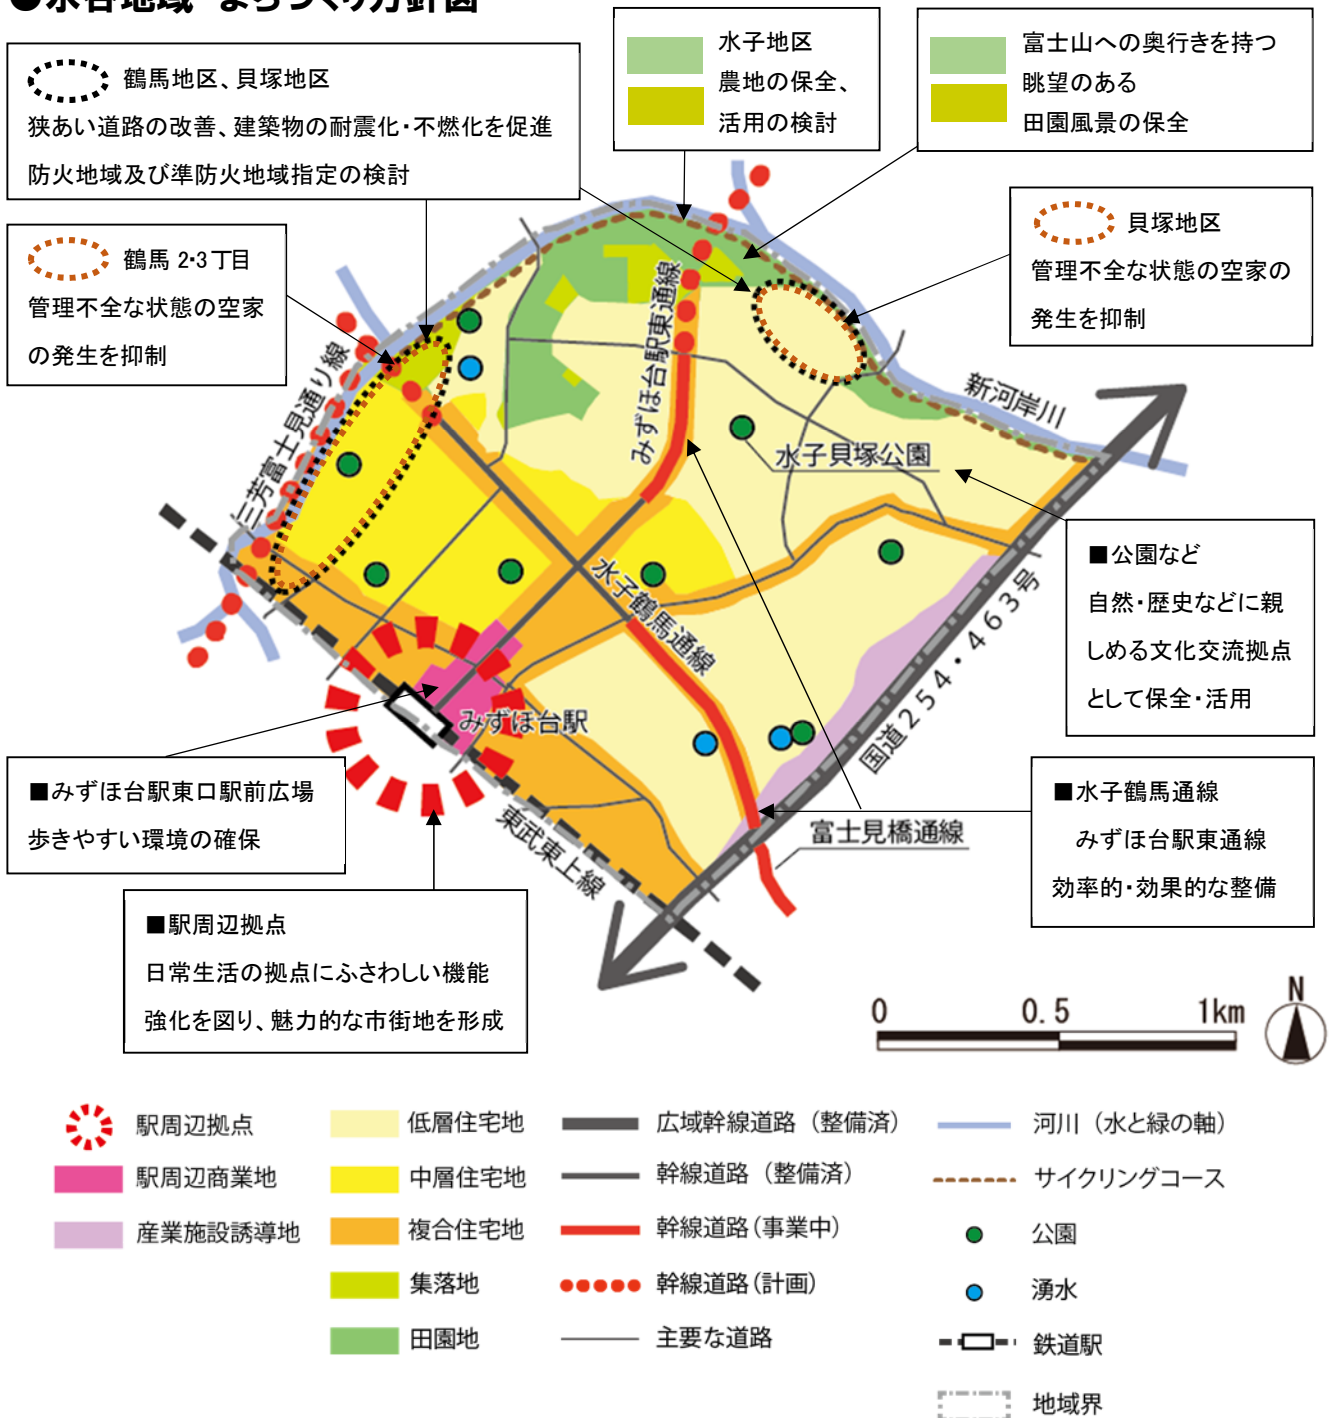 ●水谷地域 まちづくり方針図
鶴馬地区、貝塚地区
狭あい道路の改善、建築物の耐震化・不燃化を促進
防火地域及び準防火地域指定の検討
水子地区
農地の保全、
活用の検討
富士山への奥行きを持つ
眺望のある
田園風景の保全
鶴馬 2・3丁目
管理不全な状態の空家
の発生を抑制
貝塚地区
管理不全な状態の空家の
発生を抑制
三芳富士見通り線
みずほ台駅東通線
新河岸川
水子貝塚公園
水子鶴馬通線
国道254・463号
みずほ台駅
東武東上線
富士見橋通線
■公園など
自然・歴史などに親
しめる文化交流拠点
として保全・活用
■みずほ台駅東口駅前広場
歩きやすい環境の確保
■水子鶴馬通線
みずほ台駅東通線
効率的・効果的な整備
■駅周辺拠点
日常生活の拠点にふさわしい機能
強化を図り、魅力的な市街地を形成
0 0.5 1km
N
駅周辺拠点
駅周辺商業地
産業施設誘導地
低層住宅地
中層住宅地
複合住宅地
集落地
田園地
広域幹線道路（整備済）
幹線道路（整備済）
幹線道路(事業中)
幹線道路(計画)
主要な道路
河川（水と緑の軸）
サイクリングコース
公園
湧水
鉄道駅
地域界